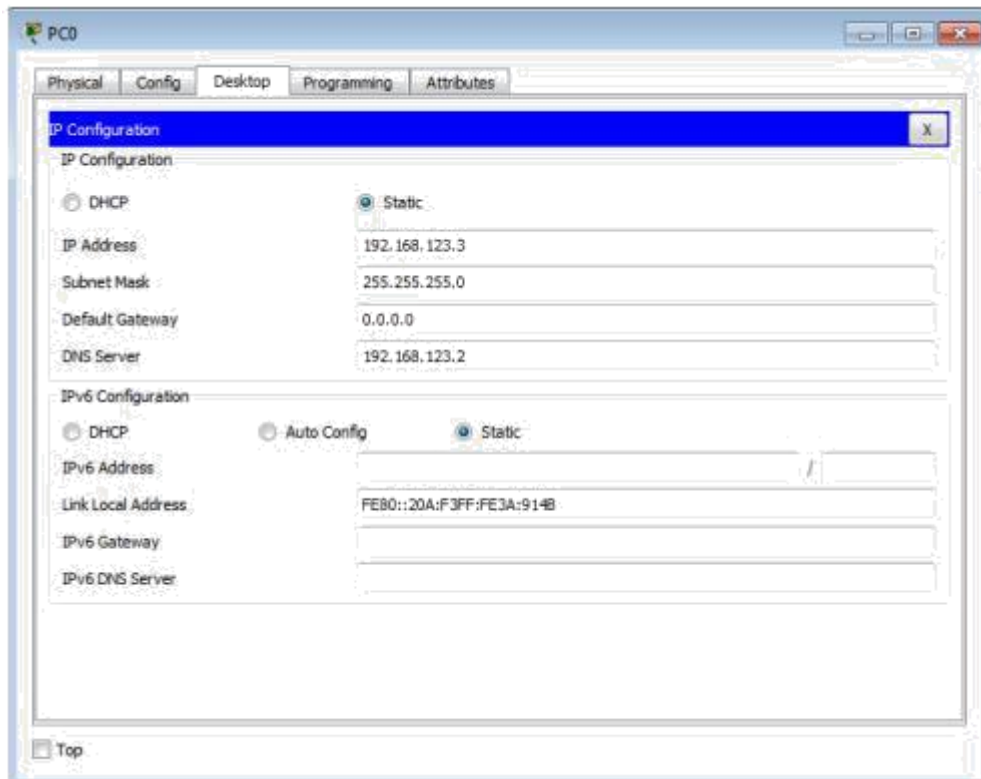 PC0
Physical Config Desktop Programming Attributes
IP Configuration X
IP Configuration
DHCP Static
IP Address 192.168.123.3
Subnet Mask 255.255.255.0
Default Gateway 0.0.0.0
DNS Server 192.168.123.2
IPv6 Configuration
DHCP Auto Config Static
IPv6 Address /
Link Local Address FE80::20A:F3FF:FE3A:914B
IPv6 Gateway
IPv6 DNS Server
Top